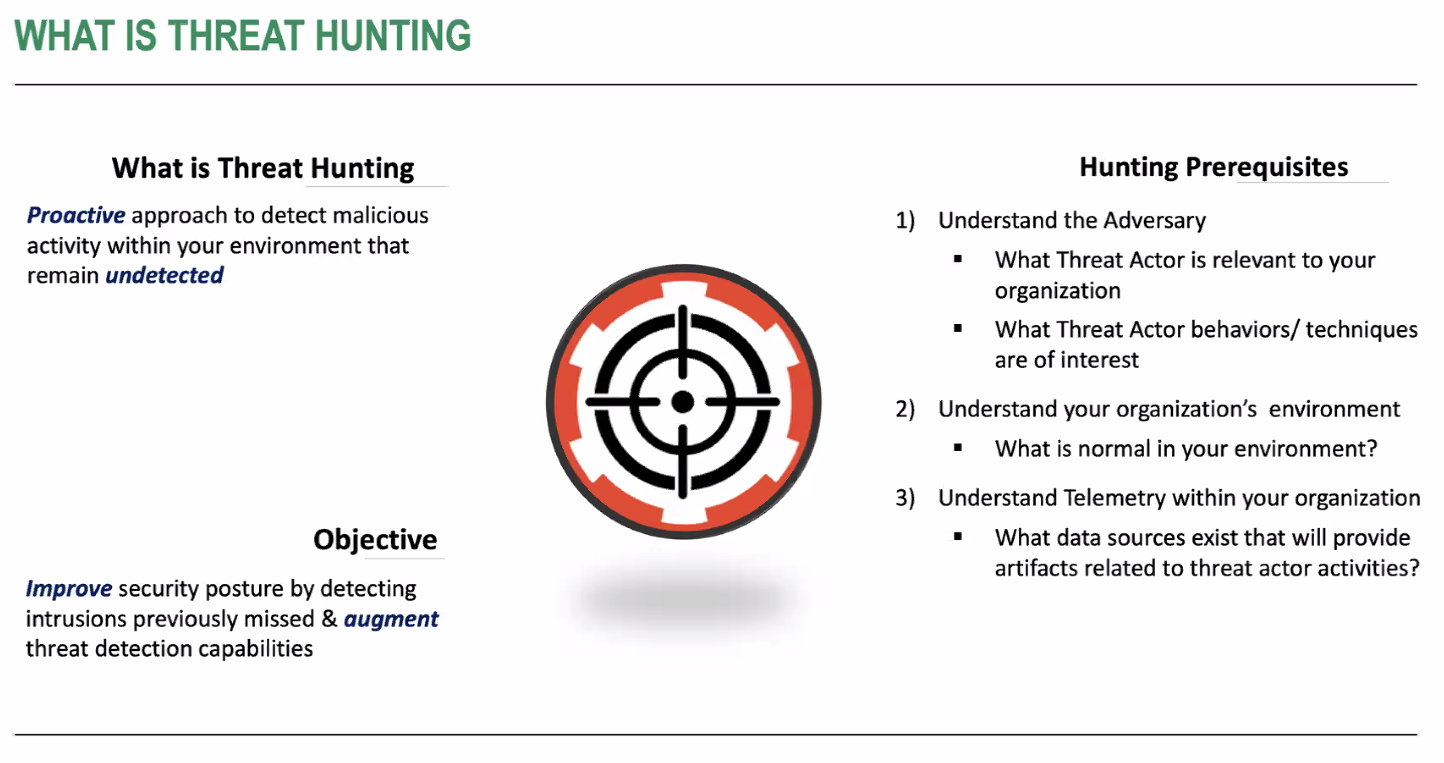 WHAT IS THREAT HUNTING
What is Threat Hunting
Proactive approach to detect malicious
activity within your environment that
remain undetected
Objective
Improve security posture by detecting
intrusions previously missed & augment
threat detection capabilities
Hunting Prerequisites
1) Understand the Adversary
▪ What Threat Actor is relevant to your
organization
▪ What Threat Actor behaviors/ techniques
are of interest
2) Understand your organization’s  environment
▪ What is normal in your environment?
3) Understand Telemetry within your organization
▪ What data sources exist that will provide
artifacts related to threat actor activities?